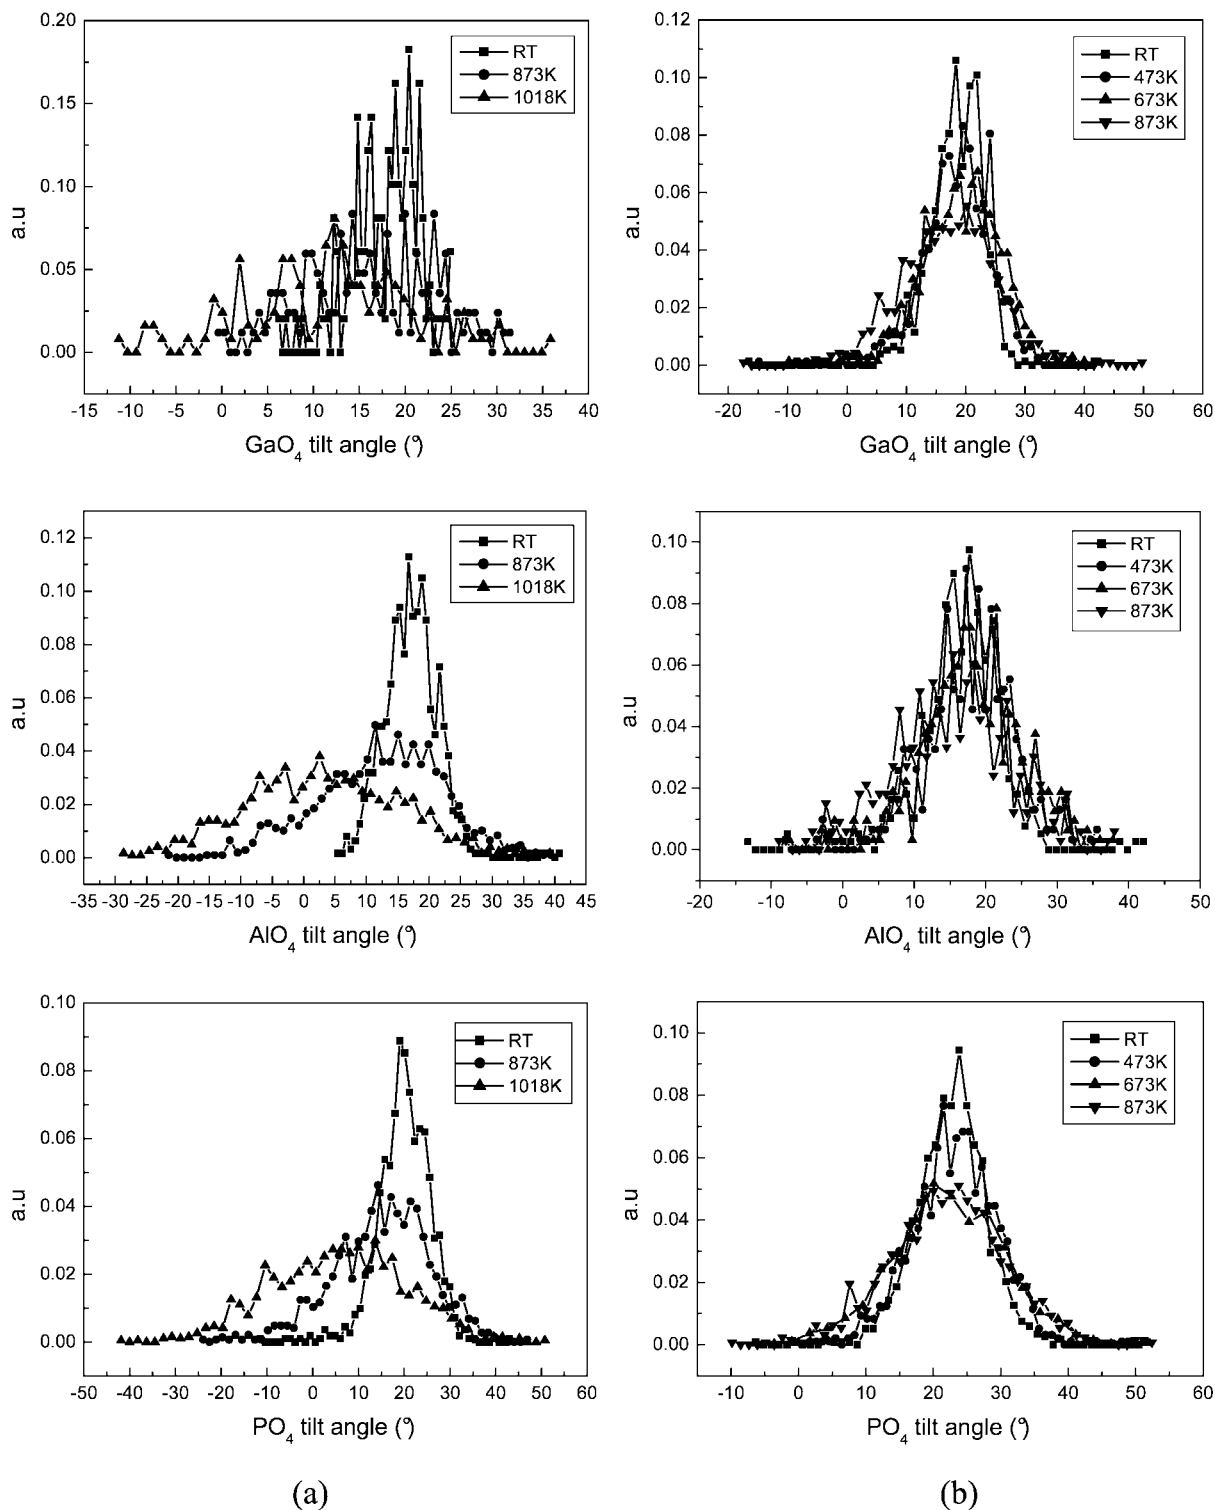 0.20
0.15
0.10
0.05
0.00
a.u
RT
873K
1018K
-15 -10 -5 0 5 10 15 20 25 30 35 40
GaO4 tilt angle (°)
0.12
0.10
0.08
0.06
0.04
0.02
0.00
a.u
RT
473K
673K
873K
-20 -10 0 10 20 30 40 50 60
GaO4 tilt angle (°)
0.12
0.10
0.08
0.06
0.04
0.02
0.00
a.u
RT
873K
1018K
-35 -30 -25 -20 -15 -10 -5 0 5 10 15 20 25 30 35 40 45
AlO4 tilt angle (°)
0.10
0.08
0.06
0.04
0.02
0.00
a.u
RT
473K
673K
873K
-20 -10 0 10 20 30 40 50
AlO4 tilt angle (°)
0.10
0.08
0.06
0.04
0.02
0.00
a.u
RT
873K
1018K
-50 -40 -30 -20 -10 0 10 20 30 40 50 60
PO4 tilt angle (°)
0.10
0.08
0.06
0.04
0.02
0.00
a.u
RT
473K
673K
873K
-10 0 10 20 30 40 50 60
PO4 tilt angle (°)
(a)
(b)